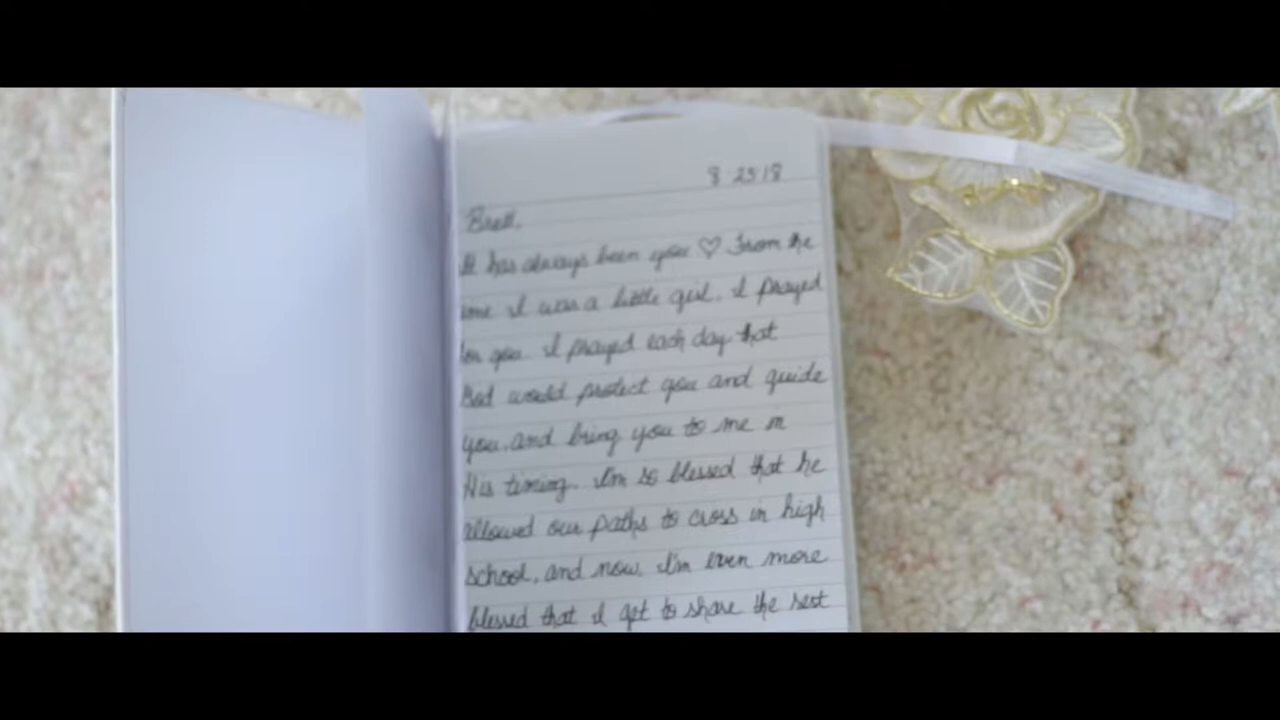 8 25 18
Brett,
It has always been you ♡ From the
time I was a little girl, I prayed
for you. I prayed each day that
God would protect you and guide
you, and bring you to me in
His timing. I'm so blessed that he
allowed our paths to cross in high
school, and now, I'm even more
blessed that I get to share the rest